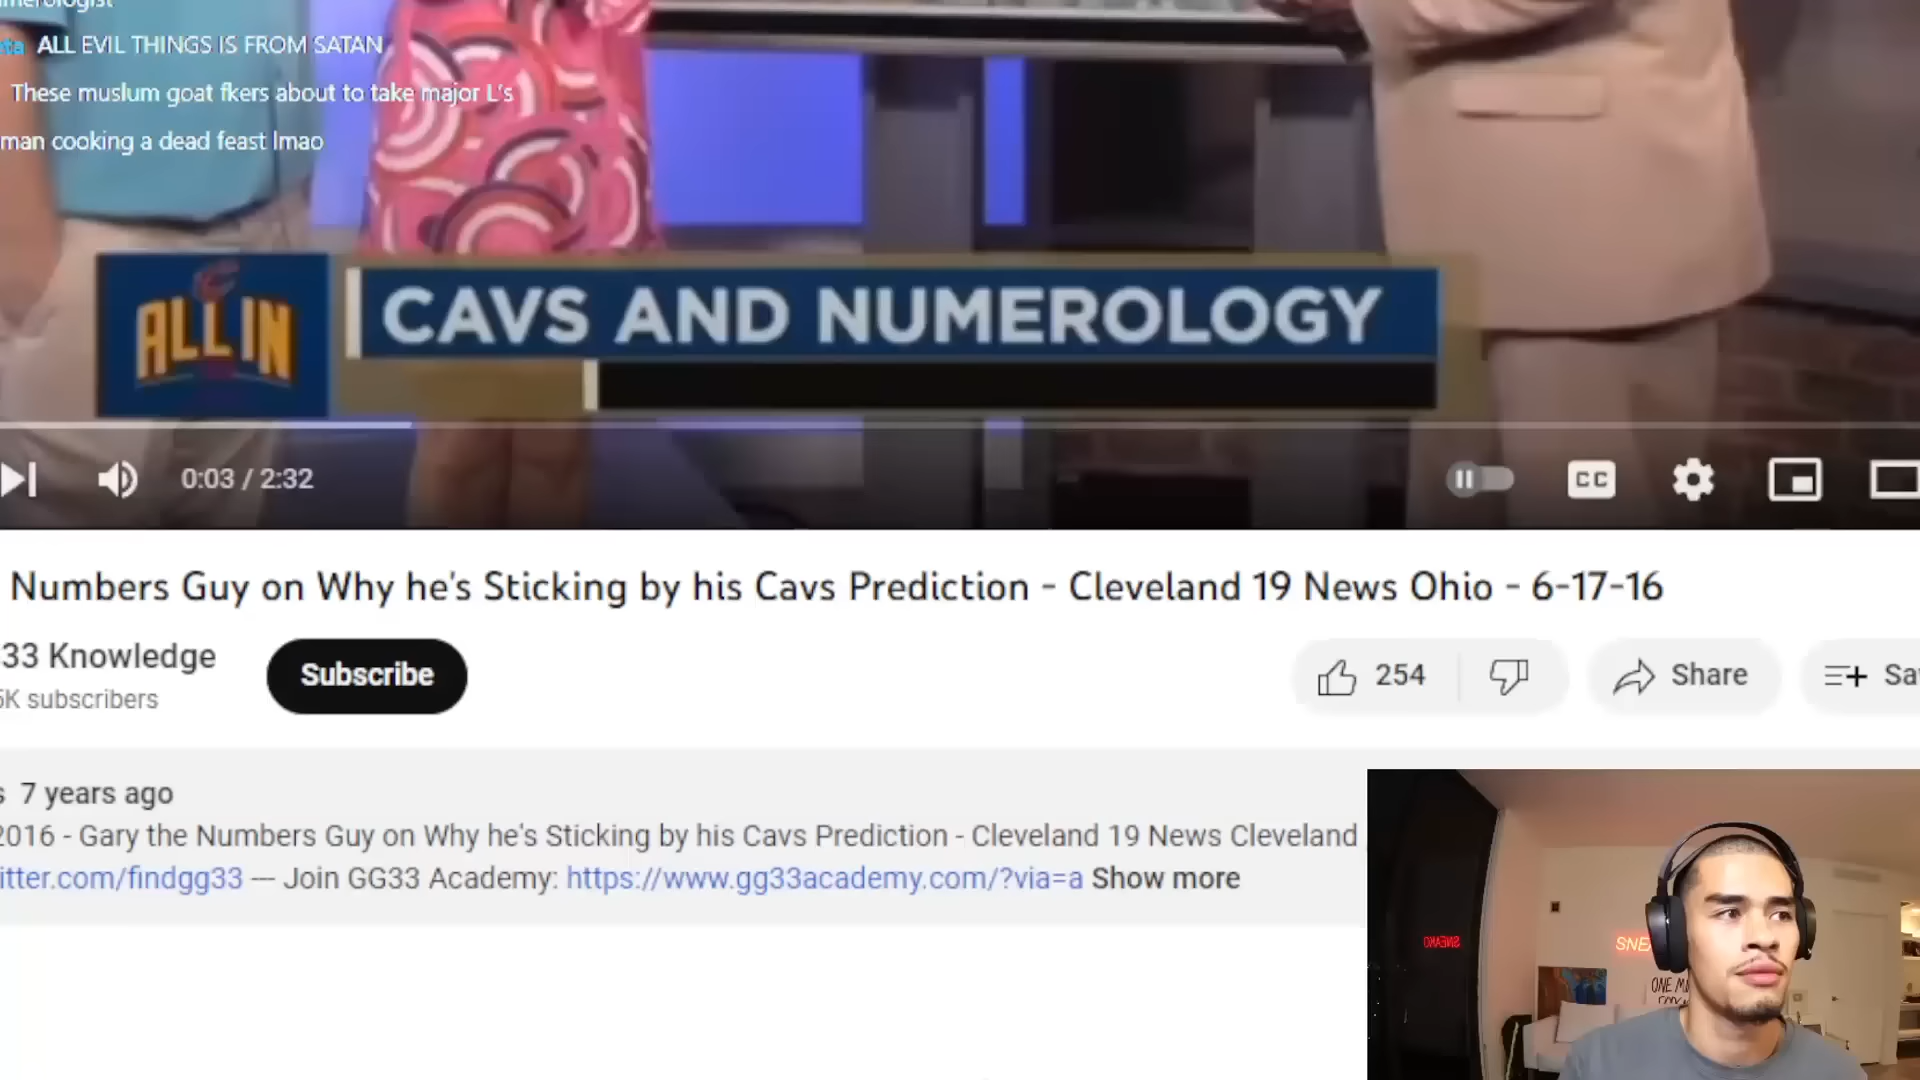 ALL EVIL THINGS IS FROM SATAN
These muslum goat fkers about to take major L's
man cooking a dead feast lmao
ALL IN
CAVS AND NUMEROLOGY
0:03 / 2:32
CC
Numbers Guy on Why he's Sticking by his Cavs Prediction - Cleveland 19 News Ohio - 6-17-16
33 Knowledge
Subscribe
254
Share
K subscribers
7 years ago
2016 - Gary the Numbers Guy on Why he's Sticking by his Cavs Prediction - Cleveland 19 News Cleveland
itter.com/findgg33 — Join GG33 Academy: https://www.gg33academy.com/?via=a Show more
SNEAKO
SNE
ONE M